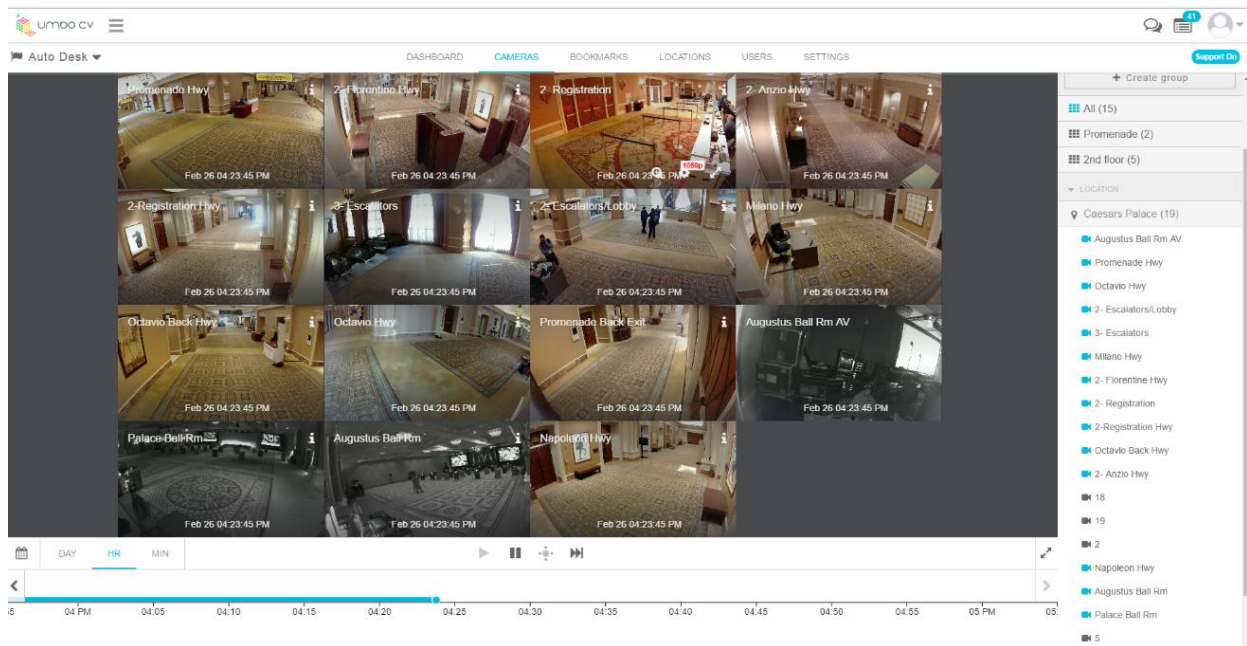 umbo cv
41
Auto Desk
DASHBOARD
CAMERAS
BOOKMARKS
LOCATIONS
USERS
SETTINGS
Support On
Promenade Hwy
2- Florentino Hwy
2- Registration
2- Anzio Hwy
1080p
Feb 26 04:23:45 PM
Feb 26 04:23:45 PM
Feb 26 04:23:45 PM
Feb 26 04:23:45 PM
2-Registration Hwy
3- Escalators
2- Escalators/Lobby
Milano Hwy
Feb 26 04:23:45 PM
Feb 26 04:23:45 PM
Feb 26 04:23:45 PM
Feb 26 04:23:45 PM
Octavio Back Hwy
Octavio Hwy
Promenade Back Exit
Augustus Ball Rm AV
Feb 26 04:23:45 PM
Feb 26 04:23:45 PM
Feb 26 04:23:45 PM
Feb 26 04:23:45 PM
Palace Ball Rm
Augustus Ball Rm
Napoleon Hwy
Feb 26 04:23:45 PM
Feb 26 04:23:45 PM
Feb 26 04:23:45 PM
+ Create group
All (15)
Promenade (2)
2nd floor (5)
LOCATION
Caesars Palace (19)
Augustus Ball Rm AV
Promenade Hwy
Octavio Hwy
2- Escalators/Lobby
3- Escalators
Milano Hwy
2- Florentine Hwy
2- Registration
2-Registration Hwy
Octavio Back Hwy
2- Anzio Hwy
18
19
2
Napoleon Hwy
Augustus Ball Rm
Palace Ball Rm
5
DAY
HR
MIN
04 PM
04:05
04:10
04:15
04:20
04:25
04:30
04:35
04:40
04:45
04:50
04:55
05 PM
05: